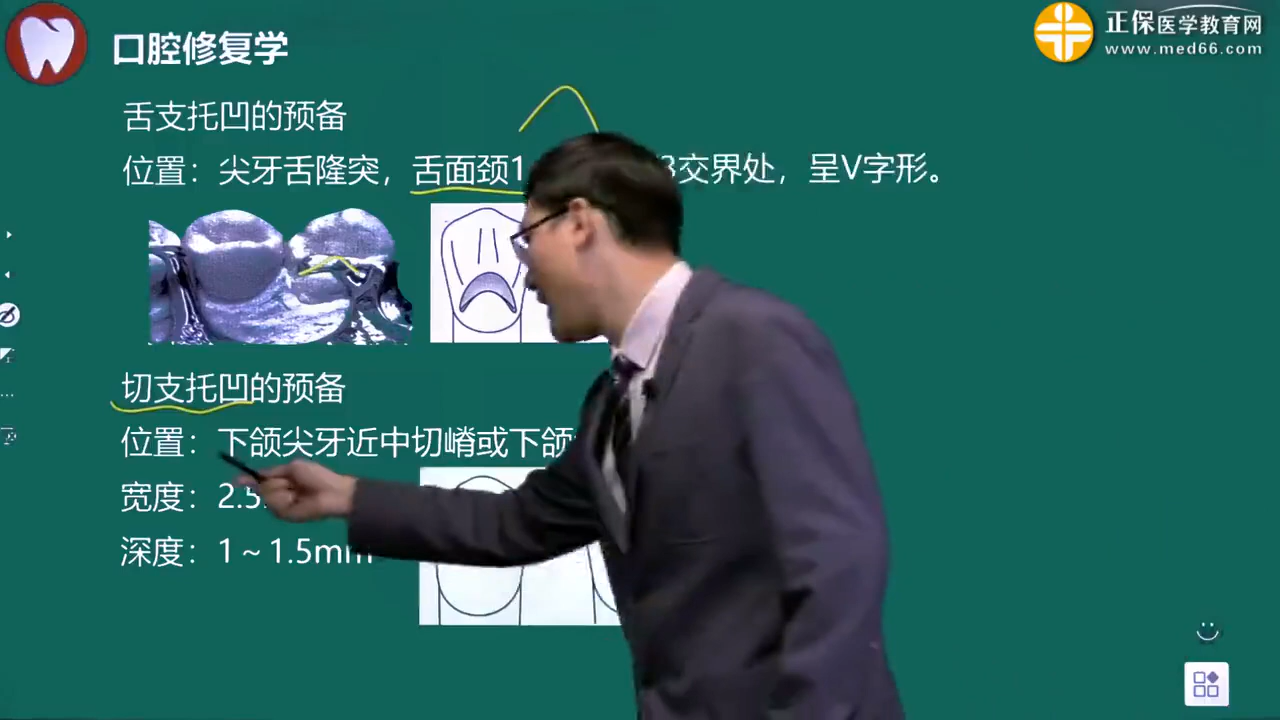 口腔修复学
正保医学教育网
www.med66.com
舌支托凹的预备
位置：尖牙舌隆突，舌面颈1 3交界处，呈V字形。
切支托凹的预备
位置：下颌尖牙近中切嵴或下颌
宽度：2.5
深度：1～1.5mm